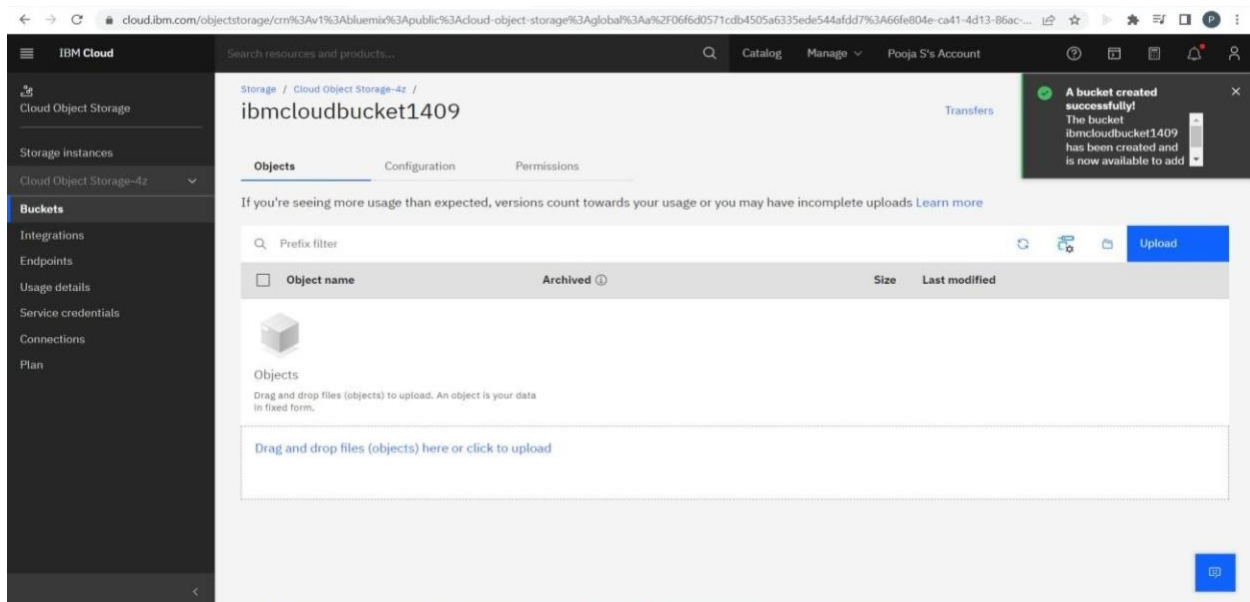 cloud.ibm.com/objectstorage/crn%3Av1%3Abluemix%3Apublic%3Acloud-object-storage%3Aglobal%3Aa%2F06f6d0571cdb4505a6335ede544afdd7%3A66fe804e-ca41-4d13-86ac-...
P
IBM Cloud
Search resources and products...
Catalog
Manage
Pooja S's Account
Cloud Object Storage
Storage instances
Cloud Object Storage-4z
Buckets
Integrations
Endpoints
Usage details
Service credentials
Connections
Plan
Storage / Cloud Object Storage-4z /
ibmcloudbucket1409
Transfers
A bucket created
successfully!
The bucket
ibmcloudbucket1409
has been created and
is now available to add
Objects
Configuration
Permissions
If you're seeing more usage than expected, versions count towards your usage or you may have incomplete uploads Learn more
Prefix filter
Upload
Object name
Archived
Size
Last modified
Objects
Drag and drop files (objects) to upload. An object is your data
in fixed form.
Drag and drop files (objects) here or click to upload